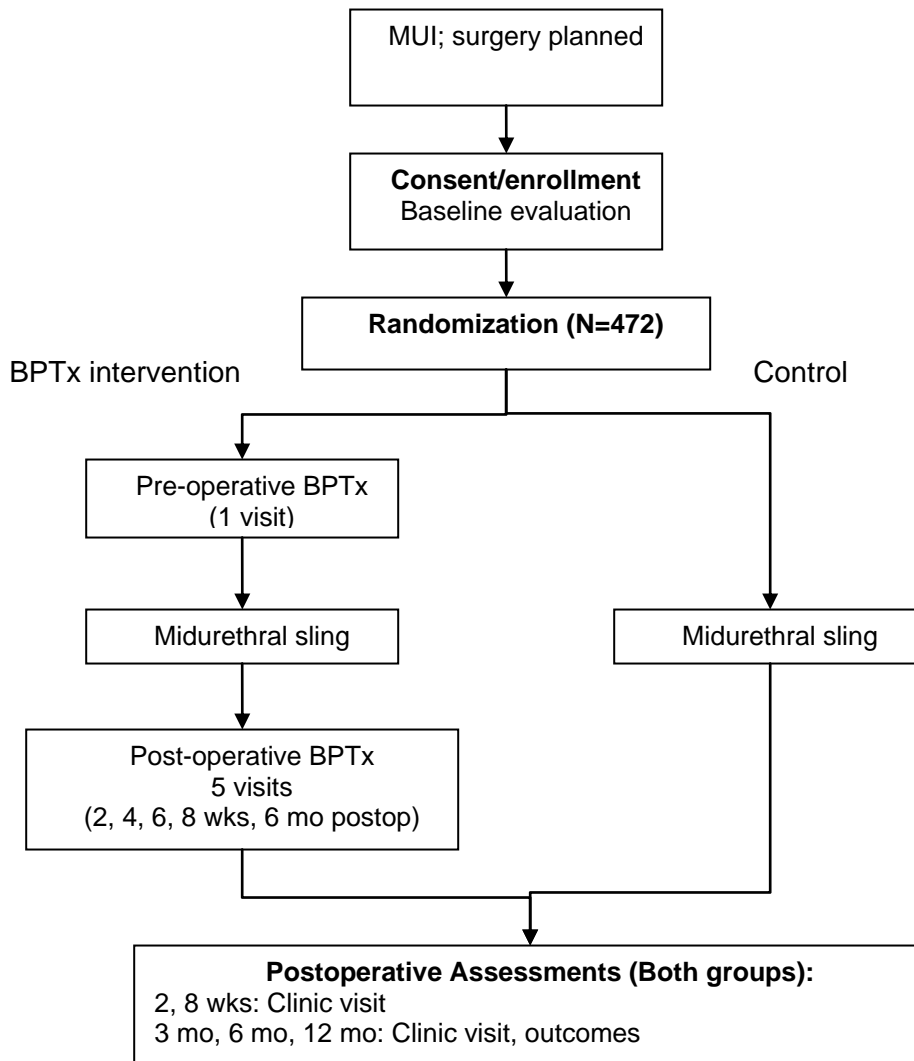 MUI; surgery planned
Consent/enrollment
Baseline evaluation
Randomization (N=472)
BPTx intervention
Control
Pre-operative BPTx
(1 visit)
Midurethral sling
Midurethral sling
Post-operative BPTx
5 visits
(2, 4, 6, 8 wks, 6 mo postop)
Postoperative Assessments (Both groups):
2, 8 wks: Clinic visit
3 mo, 6 mo, 12 mo: Clinic visit, outcomes